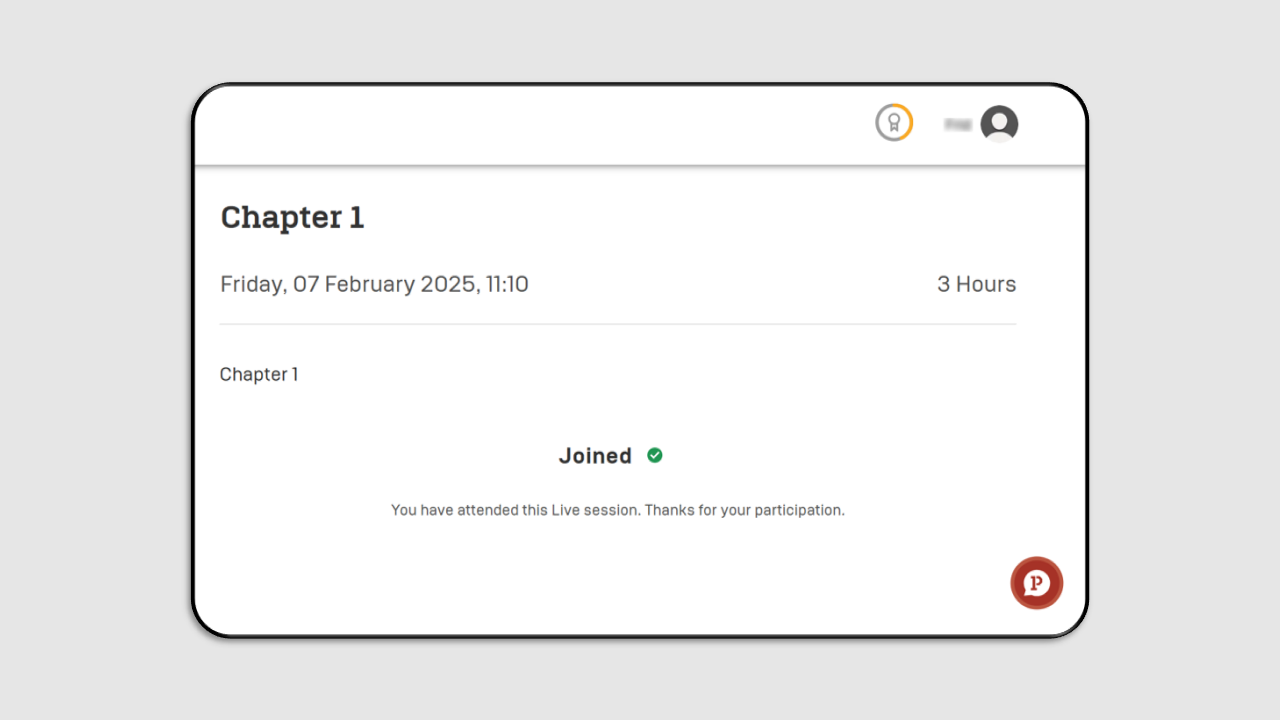 Chapter 1
Friday, 07 February 2025, 11:10
3 Hours
Chapter 1
Joined
You have attended this Live session. Thanks for your participation.
P